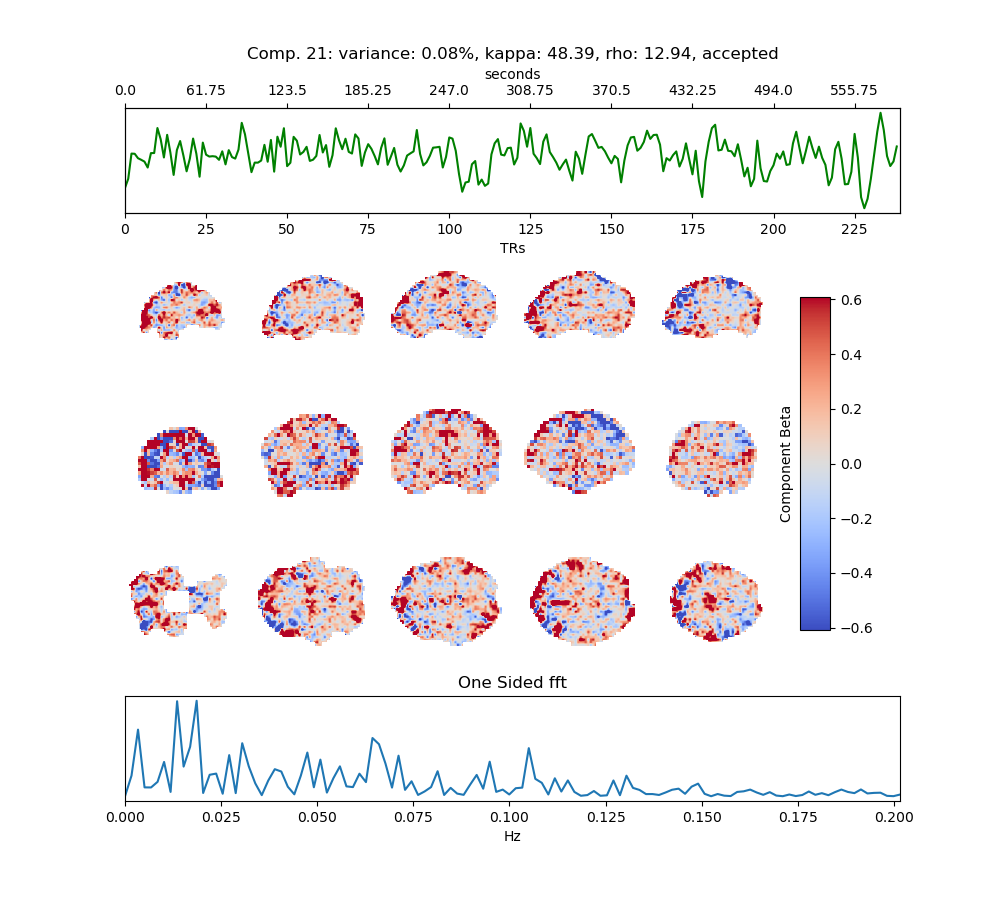 Comp. 21: variance: 0.08%, kappa: 48.39, rho: 12.94, accepted
seconds
0.0 61.75 123.5 185.25 247.0 308.75 370.5 432.25 494.0 555.75
0 25 50 75 100 125 150 175 200 225
TRs
0.6
0.4
0.2
0.0
−0.2
−0.4
−0.6
Component Beta
One Sided fft
0.000 0.025 0.050 0.075 0.100 0.125 0.150 0.175 0.200
Hz